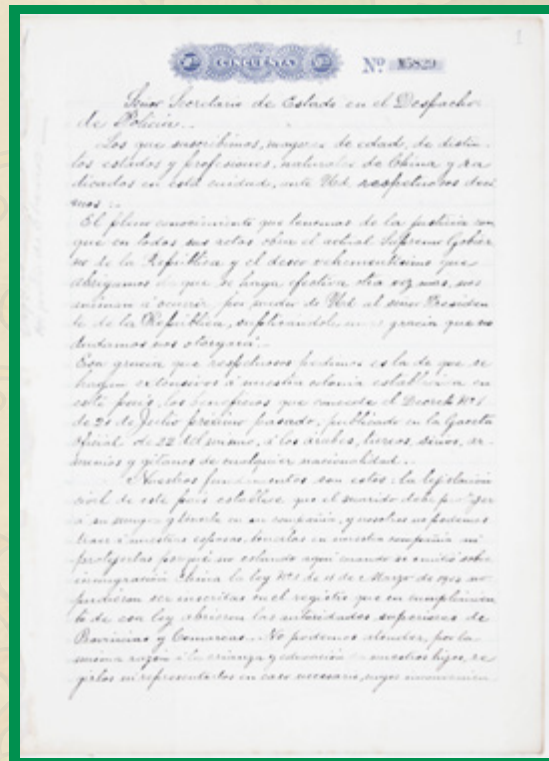 CINCUENTA Nº 15829
1
Señor Secretario de Estado en el Despacho
de Policía.
Los que suscribimos, mayores de edad, de distin-
tos estados y profesiones, naturales de China y ra-
dicados en esta ciudad, ante Ud. respetuosos deci-
mos:
El pleno conocimiento que tenemos de la justicia con
que en todos sus actos obra el actual Supremo Gobier-
no de la República y el deseo vehementísimo que
abrigamos de que se haga efectiva otra vez más, nos
animan a ocurrir por medio de Ud. al señor Presiden-
te de la República, suplicándole gracia que no
dudamos nos otorgará.
Esa gracia que respetuosos pedimos es la de que se
hagan extensivos á nuestra colonia establecida en
este país, los beneficios que concede el Decreto Nº 1
de 20 de Julio próximo pasado, publicado en la Gaceta
Oficial de 22 del mismo, á los árabes, turcos, sirios, ar-
menios y gitanos de cualquier nacionalidad.
Nuestros fundamentos son estos: la legislación
civil de este país establece que el marido debe proteger
á su mujer y tenerla en su compañía, y nosotros no podemos
traer á nuestras esposas, tenerlas en nuestra compañía ni
protejerlas porque no estando aquí cuando se emitió sobre
inmigración China la ley Nº 1 de 11 de Marzo de 1904 no
pudieron ser inscritas en el registro que en cumplimien-
to de esa ley abrieron las autoridades superiores de
Provincias y Comarcas. No podemos atender, por la
misma razón á la crianza y educación de nuestros hijos, re-
girlos ni representarlos en caso necesario,